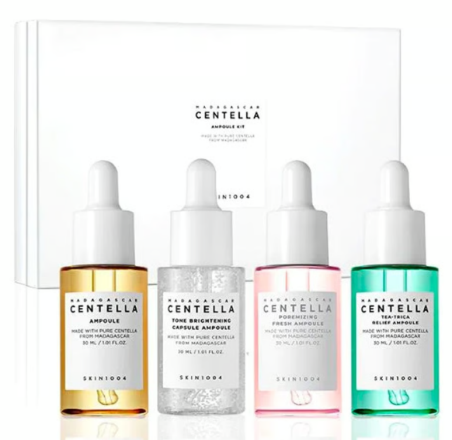 MADAGASCAR
CENTELLA
AMPOULE KIT
MADE WITH PURE CENTELLA
FROM MADAGASCAR
SKIN1004
MADAGASCAR
CENTELLA
AMPOULE
MADE WITH PURE CENTELLA
FROM MADAGASCAR
30 ML / 1.01 FL.OZ.
SKIN1004
MADAGASCAR
CENTELLA
TONE BRIGHTENING
CAPSULE AMPOULE
MADE WITH PURE CENTELLA
FROM MADAGASCAR
30 ML / 1.01 FL.OZ.
SKIN1004
MADAGASCAR
CENTELLA
POREMIZING
FRESH AMPOULE
MADE WITH PURE CENTELLA
FROM MADAGASCAR
30 ML / 1.01 FL.OZ.
SKIN1004
MADAGASCAR
CENTELLA
TEA-TRICA
RELIEF AMPOULE
MADE WITH PURE CENTELLA
FROM MADAGASCAR
30 ML / 1.01 FL.OZ.
SKIN1004